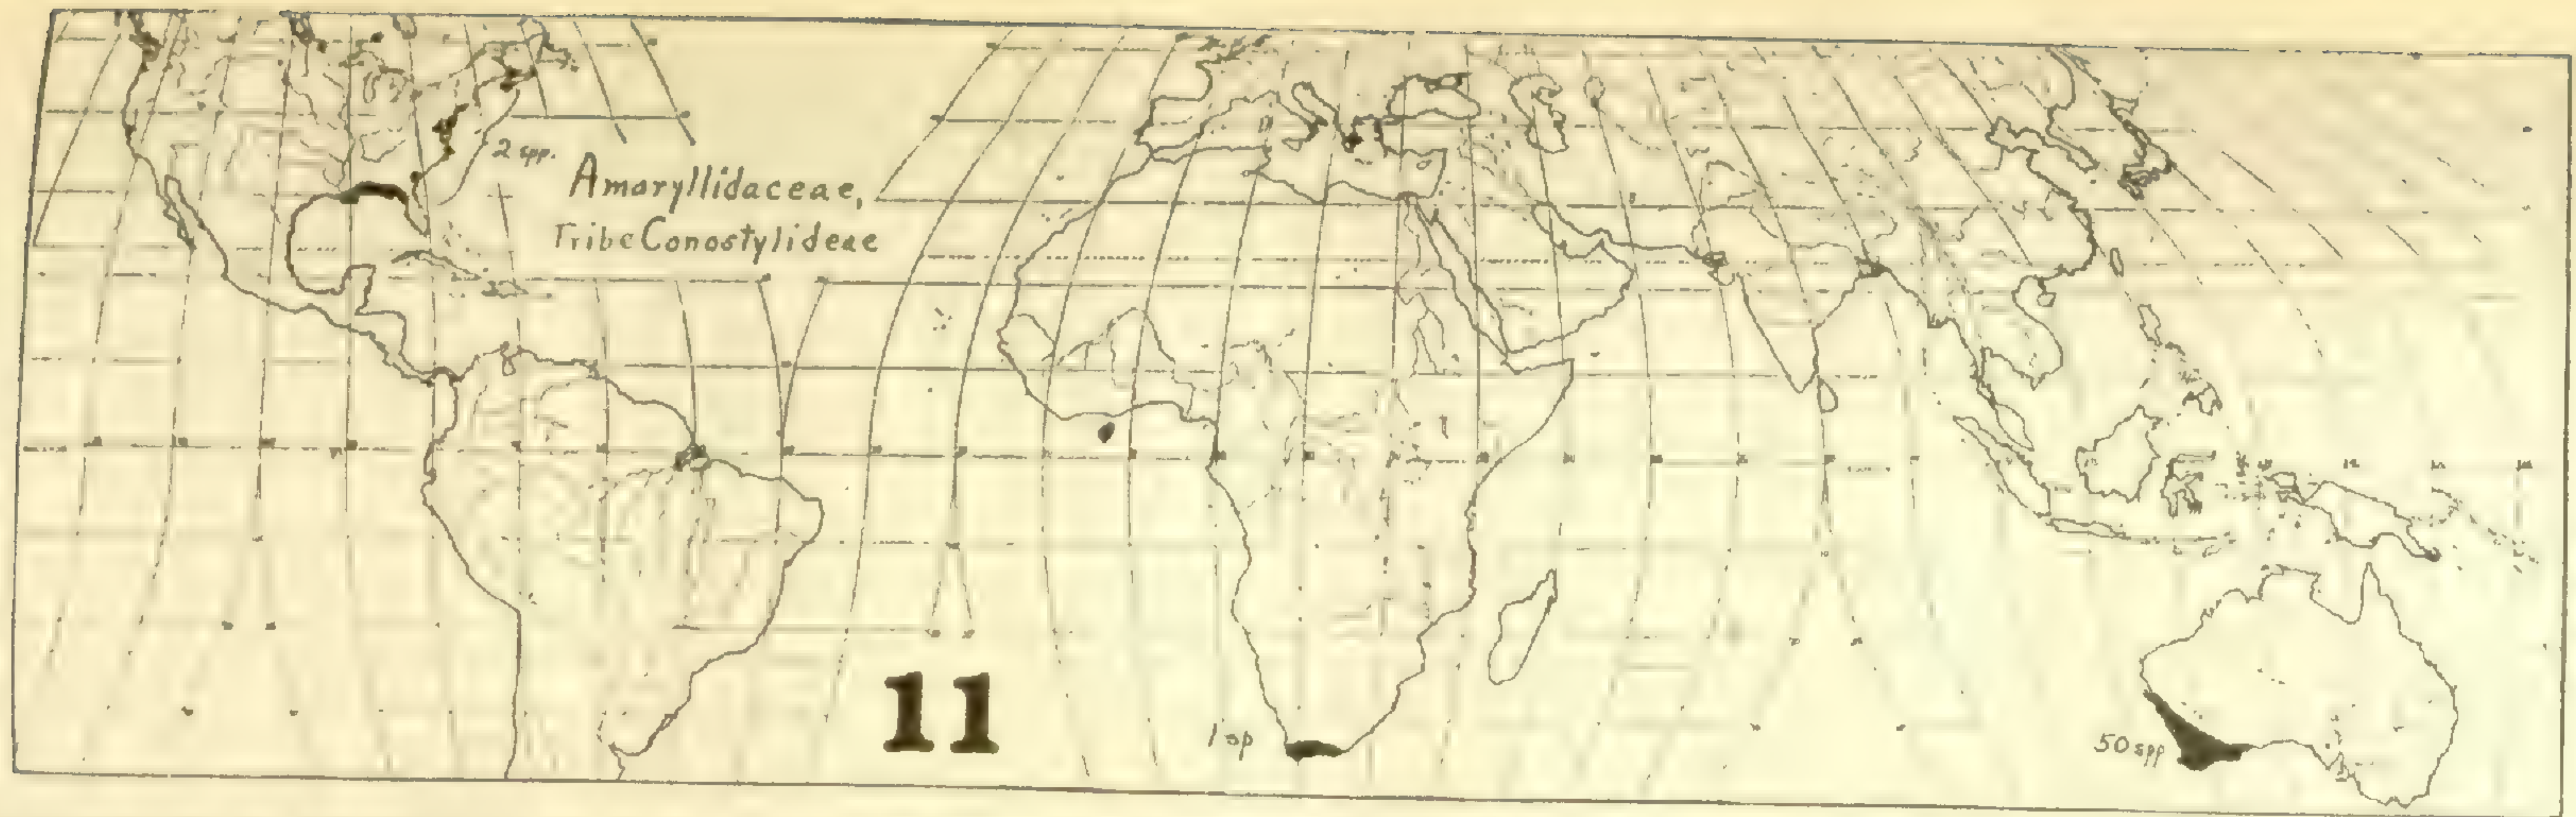 2 spp.
Amaryllidaceae,
Tribe Conostylideae
11
1 sp
50 spp